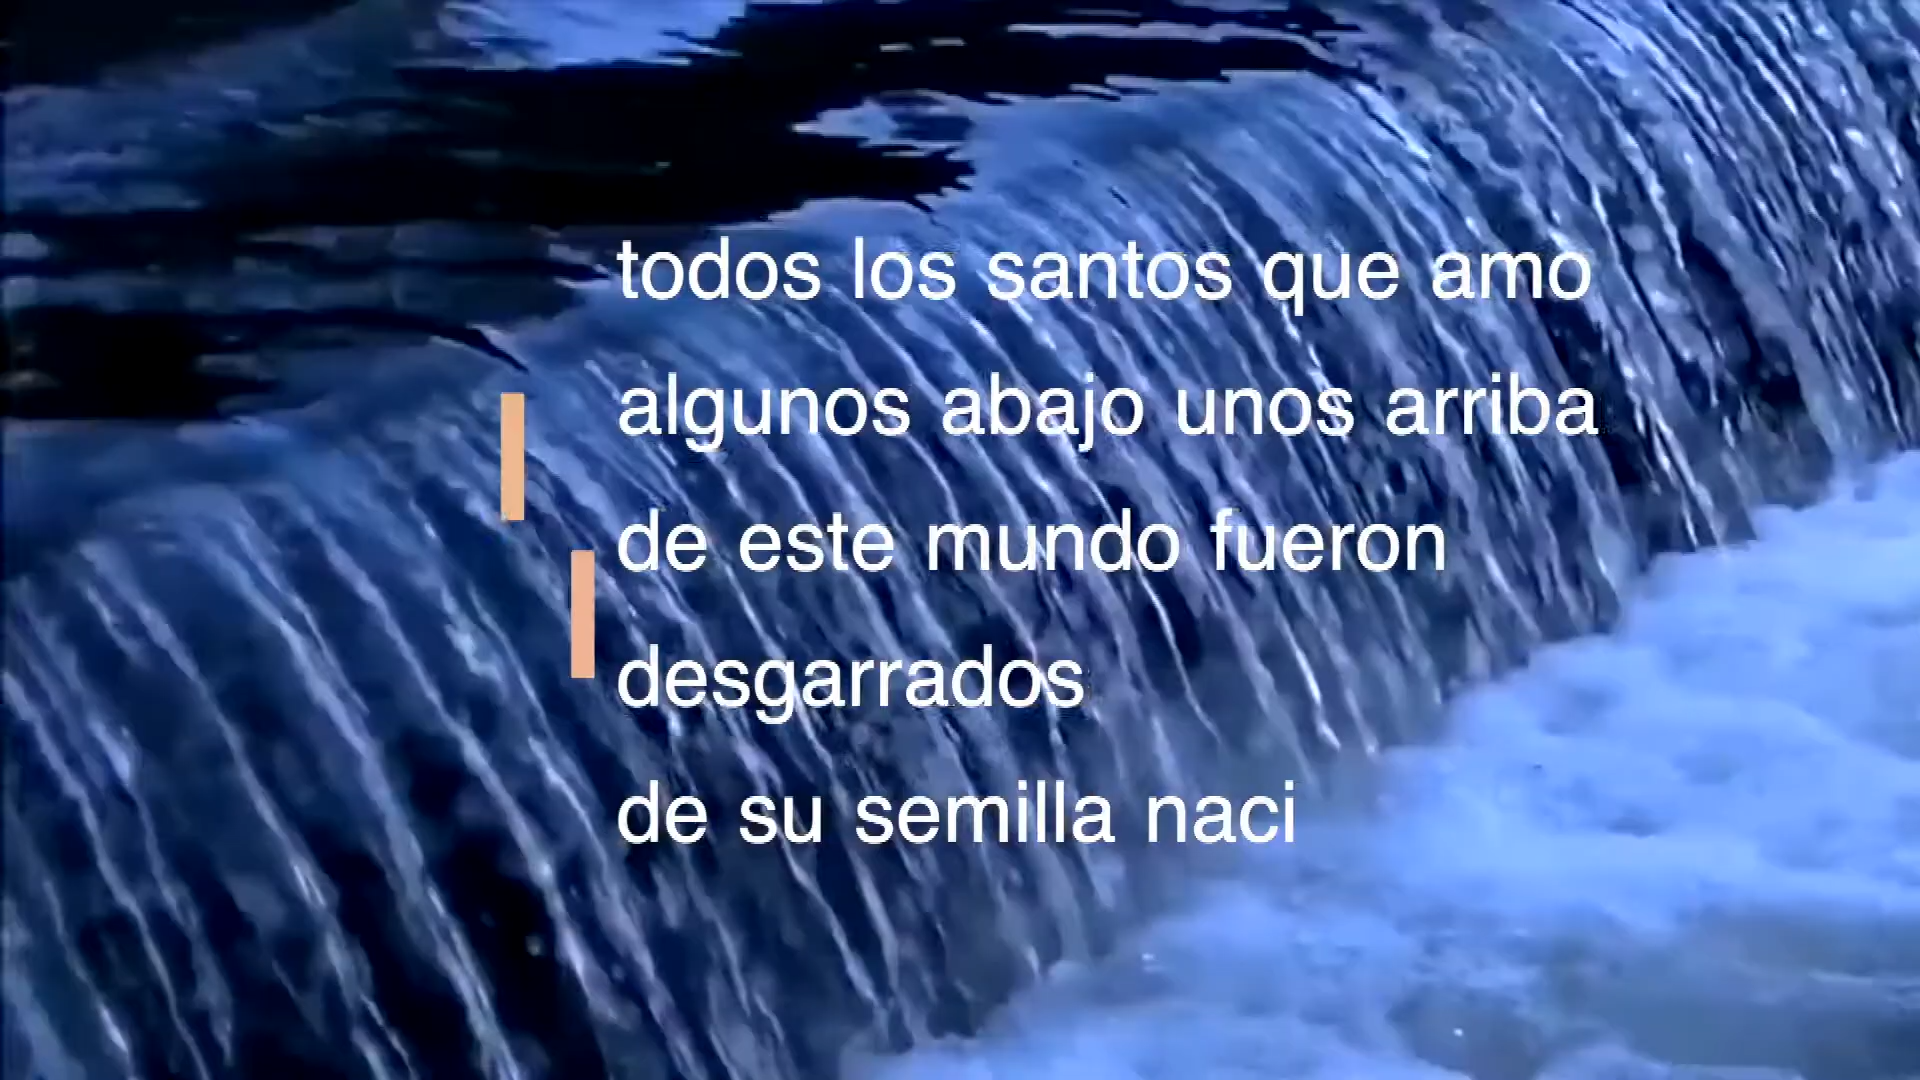 todos los santos que amo
algunos abajo unos arriba
de este mundo fueron
desgarrados
de su semilla naci